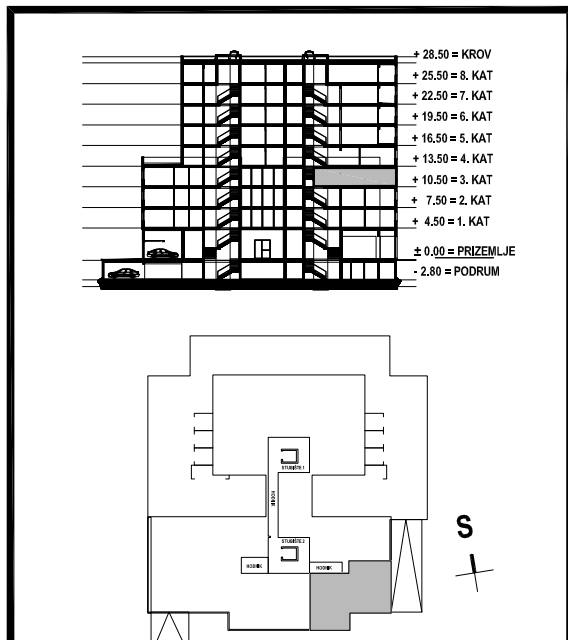 + 28.50 = KROV
+ 25.50 = 8. KAT
+ 22.50 = 7. KAT
+ 19.50 = 6. KAT
+ 16.50 = 5. KAT
+ 13.50 = 4. KAT
+ 10.50 = 3. KAT
+ 7.50 = 2. KAT
+ 4.50 = 1. KAT
± 0.00 = PRIZEMLJE
- 2.80 = PODRUM
STUBIŠTE 1
HODNIK
STUBIŠTE 2
HODNIK
HODNIK
S